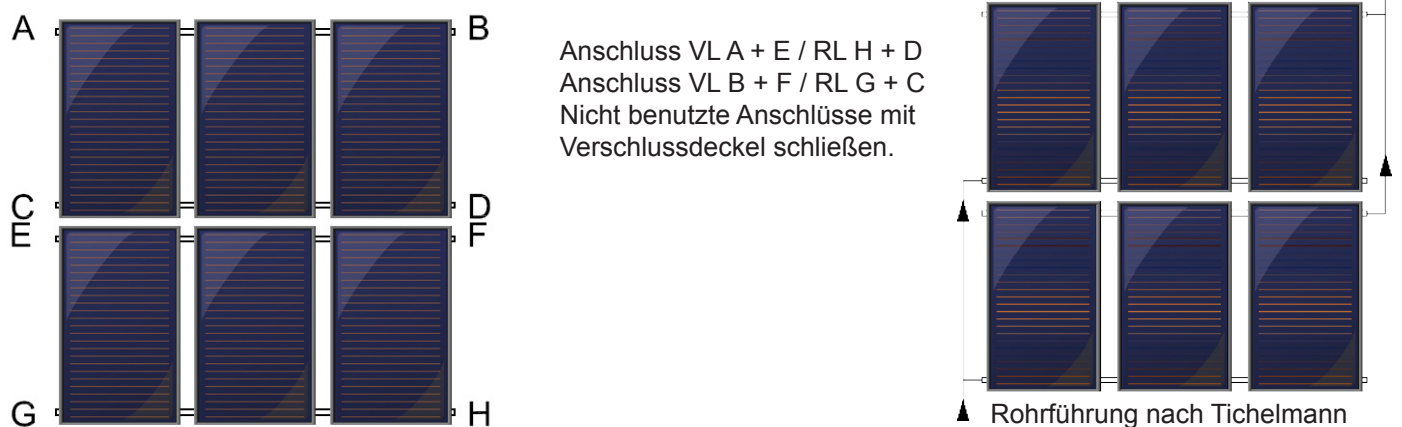 A
B
C
D
E
F
G
H
Anschluss VL A + E / RL H + D
Anschluss VL B + F / RL G + C
Nicht benutzte Anschlüsse mit
Verschlussdeckel schließen.
Rohrführung nach Tichelmann